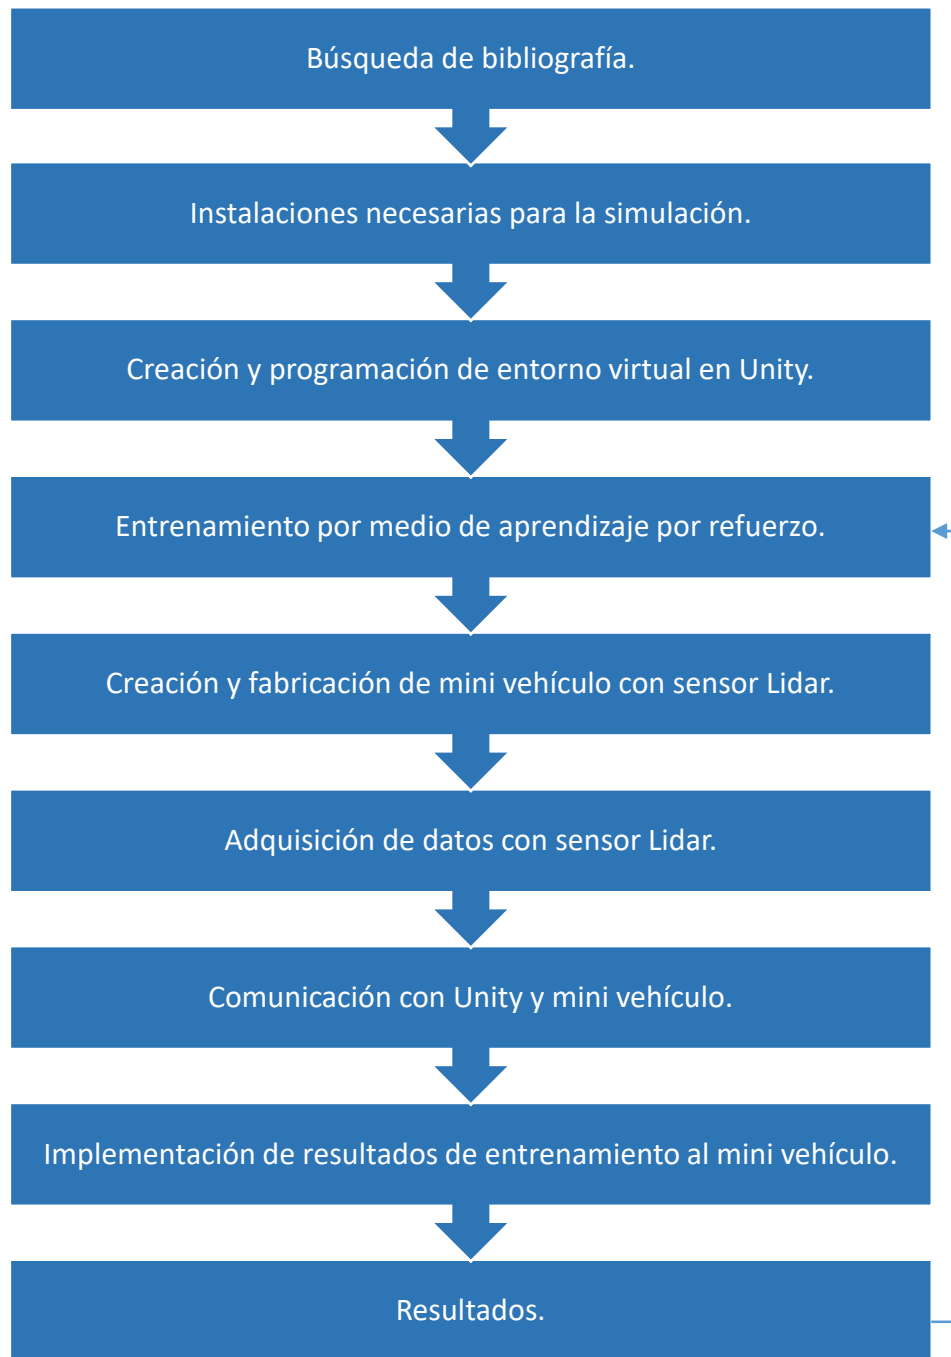 Búsqueda de bibliografía.
Instalaciones necesarias para la simulación.
Creación y programación de entorno virtual en Unity.
Entrenamiento por medio de aprendizaje por refuerzo.
Creación y fabricación de mini vehículo con sensor Lidar.
Adquisición de datos con sensor Lidar.
Comunicación con Unity y mini vehículo.
Implementación de resultados de entrenamiento al mini vehículo.
Resultados.